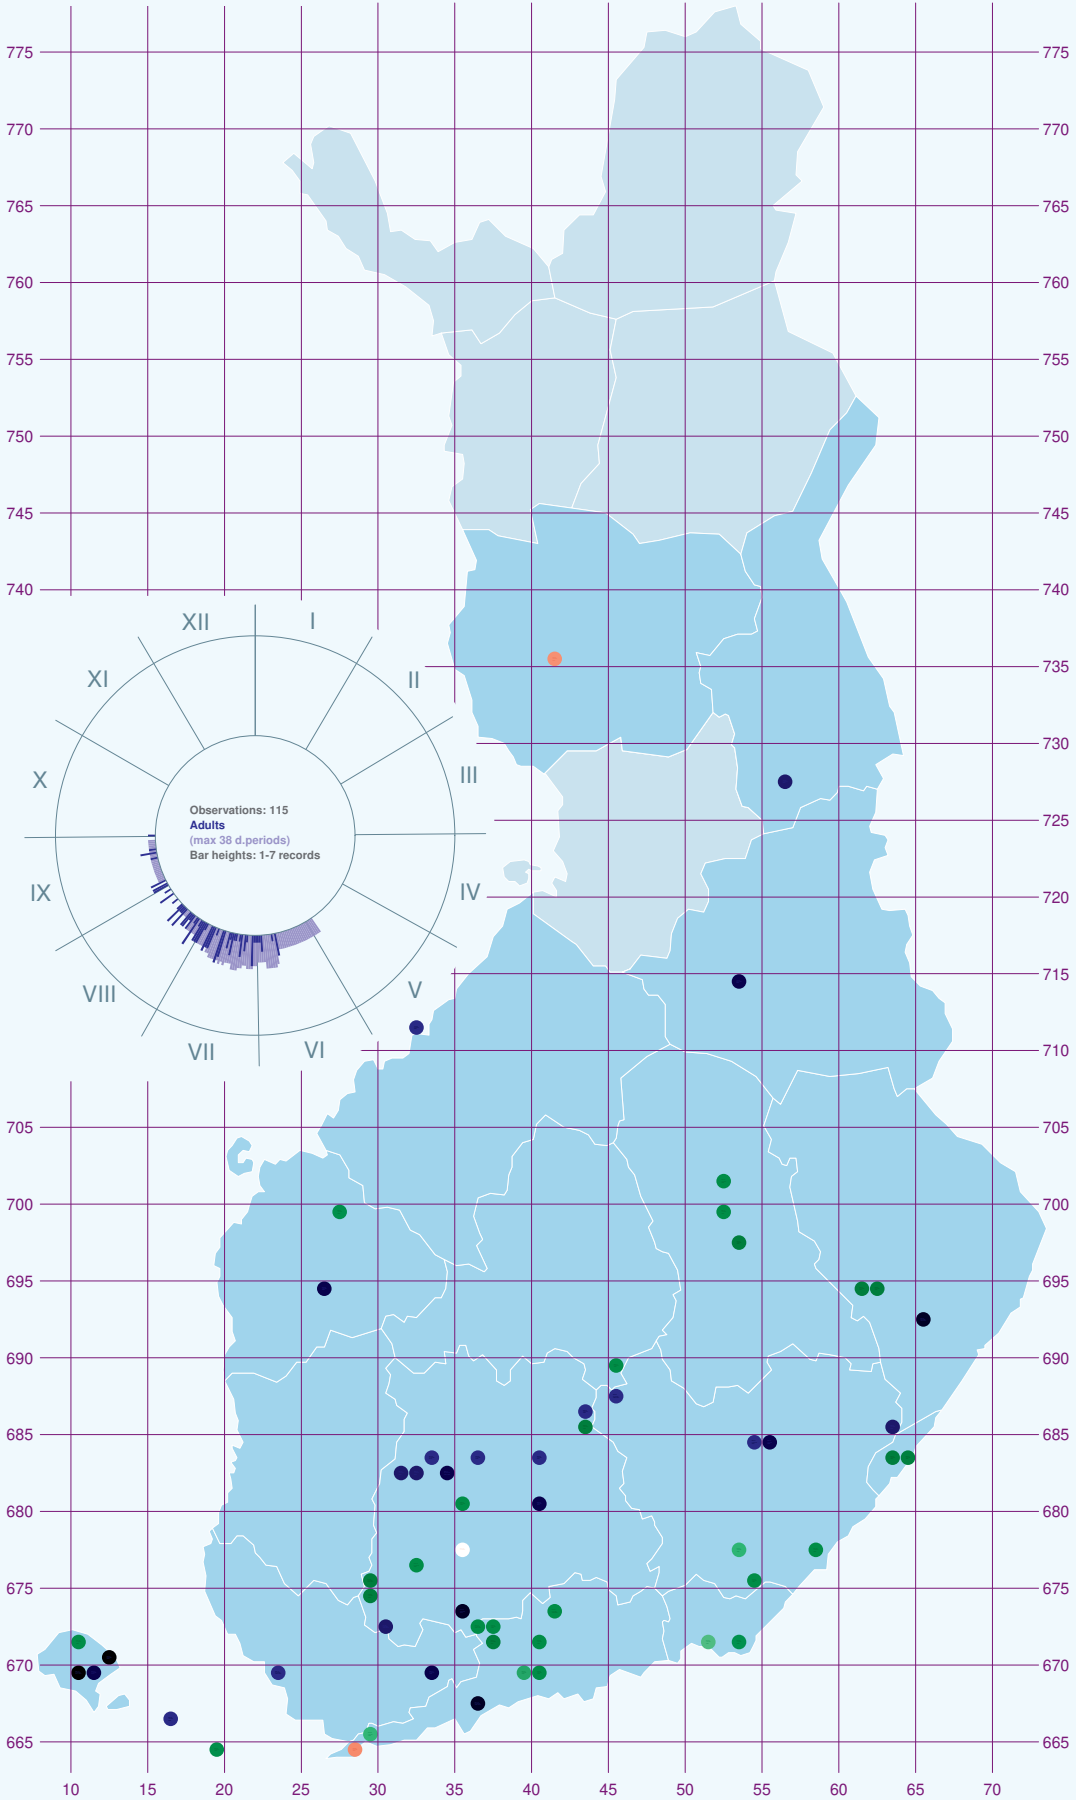 775 775
770 770
765 765
760 760
755 755
750 750
745 745
740 740
XII I
XI II
735
X III
730
Observations: 115
Adults
(max 38 d.periods)
Bar heights: 1-7 records
725
IX IV
720
VIII V
715
VII VI
710
705 705
700 700
695 695
690 690
685 685
680 680
675 675
670 670
665 665
10 15 20 25 30 35 40 45 50 55 60 65 70